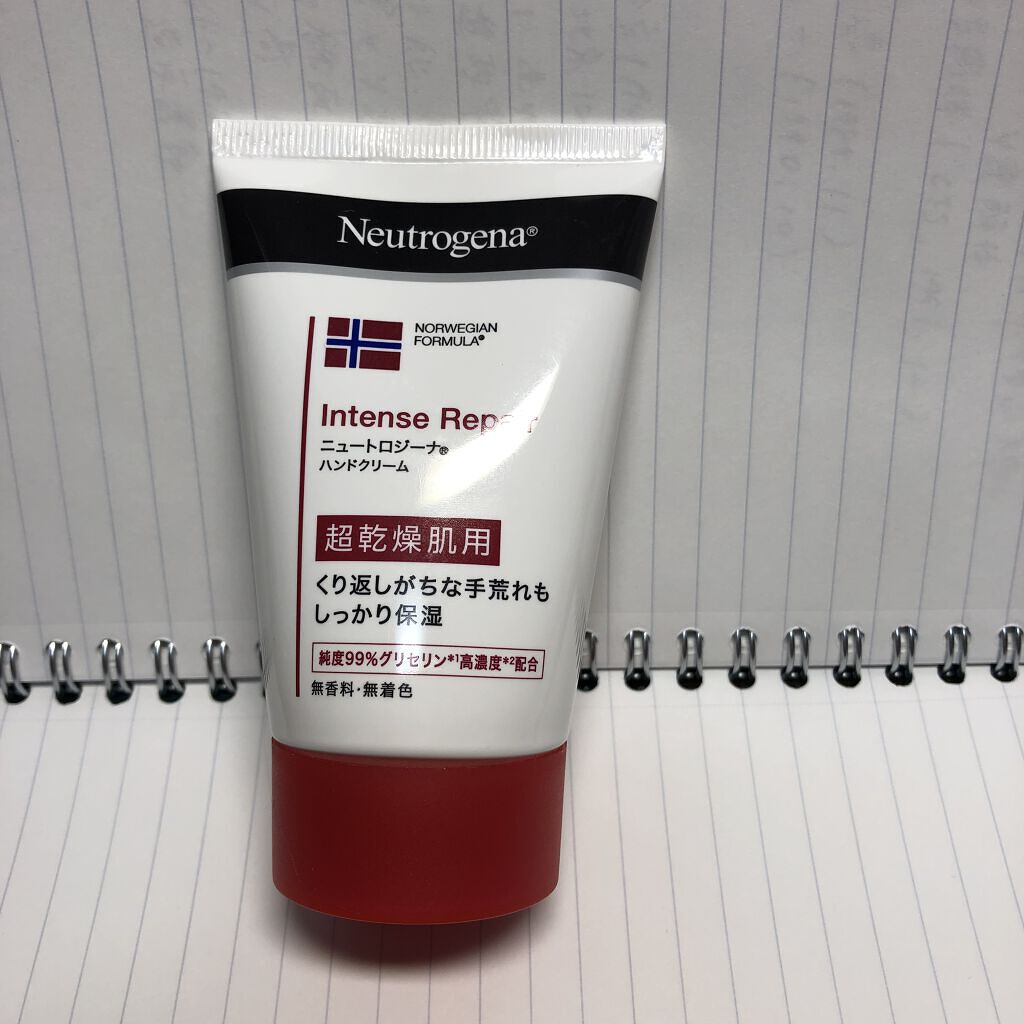 Neutrogena®
NORWEGIAN
FORMULA®
Intense Repair
ニュートロジーナ®
ハンドクリーム
超乾燥肌用
くり返しがちな手荒れも
しっかり保湿
純度99%グリセリン*1高濃度*2配合
無香料・無着色